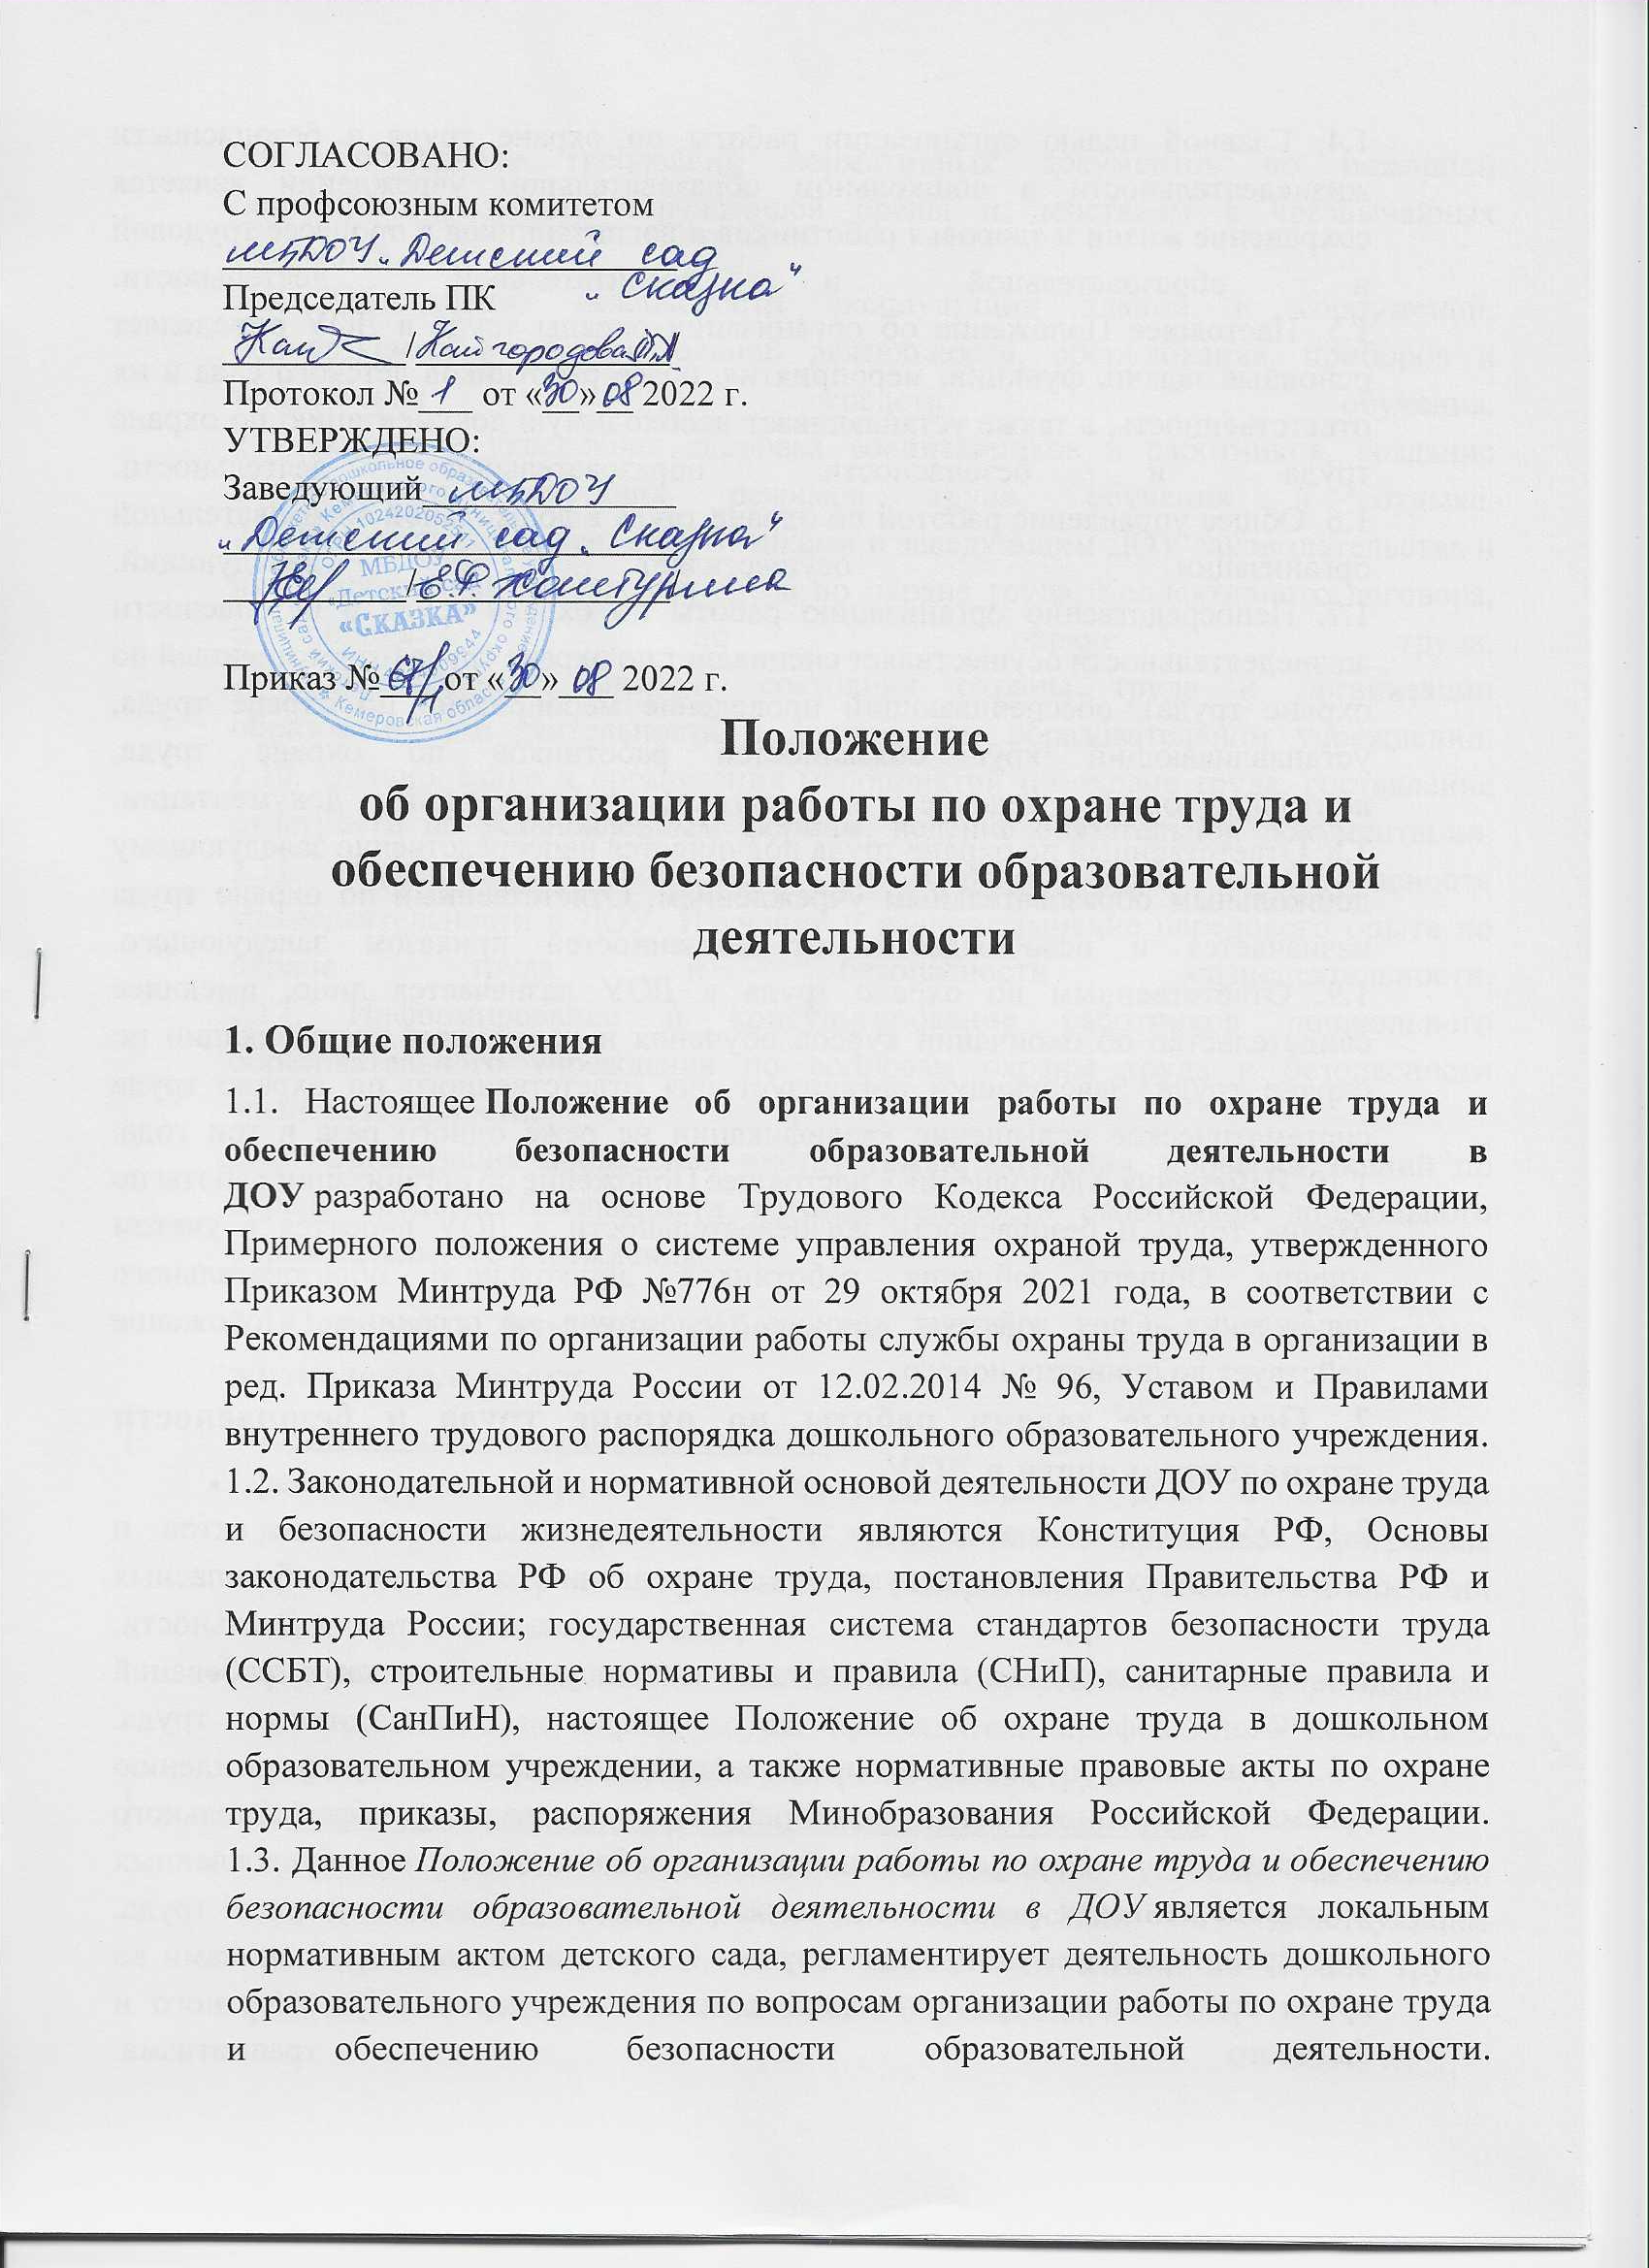 СОГЛАСОВАНО:
С профсоюзным комитетом
МБДОУ „Детский сад
„Сказка“
Председатель ПК
/ Кайгородова
Протокол № 1 от «30» 08 2022 г.
УТВЕРЖДЕНО:
Заведующий МБДОУ
„Детский сад „Сказка“
/ Е.Ф. Хоштурина
МБДОУ
«Детский сад
«СКАЗКА»
Приказ № от «30» 08 2022 г.
Положение
об организации работы по охране труда и
обеспечению безопасности образовательной
деятельности
1. Общие положения
1.1. Настоящее Положение об организации работы по охране труда и
обеспечению безопасности образовательной деятельности в
ДОУ разработано на основе Трудового Кодекса Российской Федерации,
Примерного положения о системе управления охраной труда, утвержденного
Приказом Минтруда РФ №776н от 29 октября 2021 года, в соответствии с
Рекомендациями по организации работы службы охраны труда в организации в
ред. Приказа Минтруда России от 12.02.2014 № 96, Уставом и Правилами
внутреннего трудового распорядка дошкольного образовательного учреждения.
1.2. Законодательной и нормативной основой деятельности ДОУ по охране труда
и безопасности жизнедеятельности являются Конституция РФ, Основы
законодательства РФ об охране труда, постановления Правительства РФ и
Минтруда России; государственная система стандартов безопасности труда
(ССБТ), строительные нормативы и правила (СНиП), санитарные правила и
нормы (СанПиН), настоящее Положение об охране труда в дошкольном
образовательном учреждении, а также нормативные правовые акты по охране
труда, приказы, распоряжения Минобразования Российской Федерации.
1.3. Данное Положение об организации работы по охране труда и обеспечению
безопасности образовательной деятельности в ДОУ является локальным
нормативным актом детского сада, регламентирует деятельность дошкольного
образовательного учреждения по вопросам организации работы по охране труда
и обеспечению безопасности образовательной деятельности.